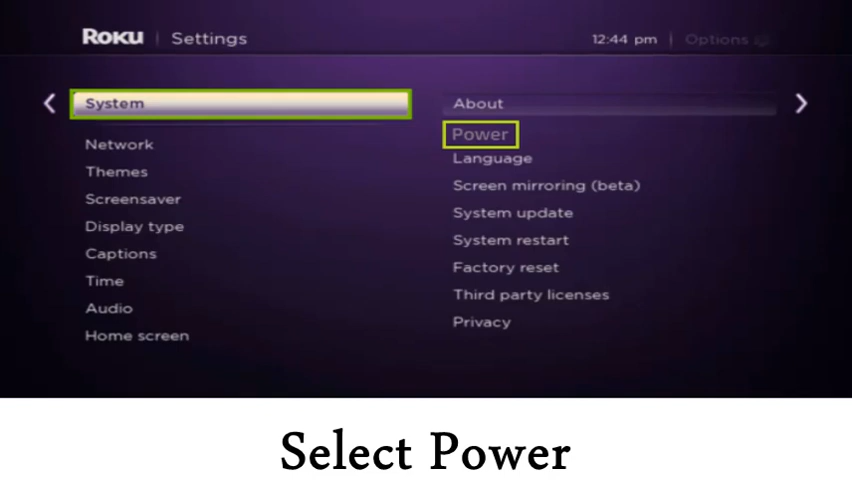 Roku | Settings 12:44 pm | Options
System
Network
Themes
Screensaver
Display type
Captions
Time
Audio
Home screen
About
Power
Language
Screen mirroring (beta)
System update
System restart
Factory reset
Third party licenses
Privacy
Select Power